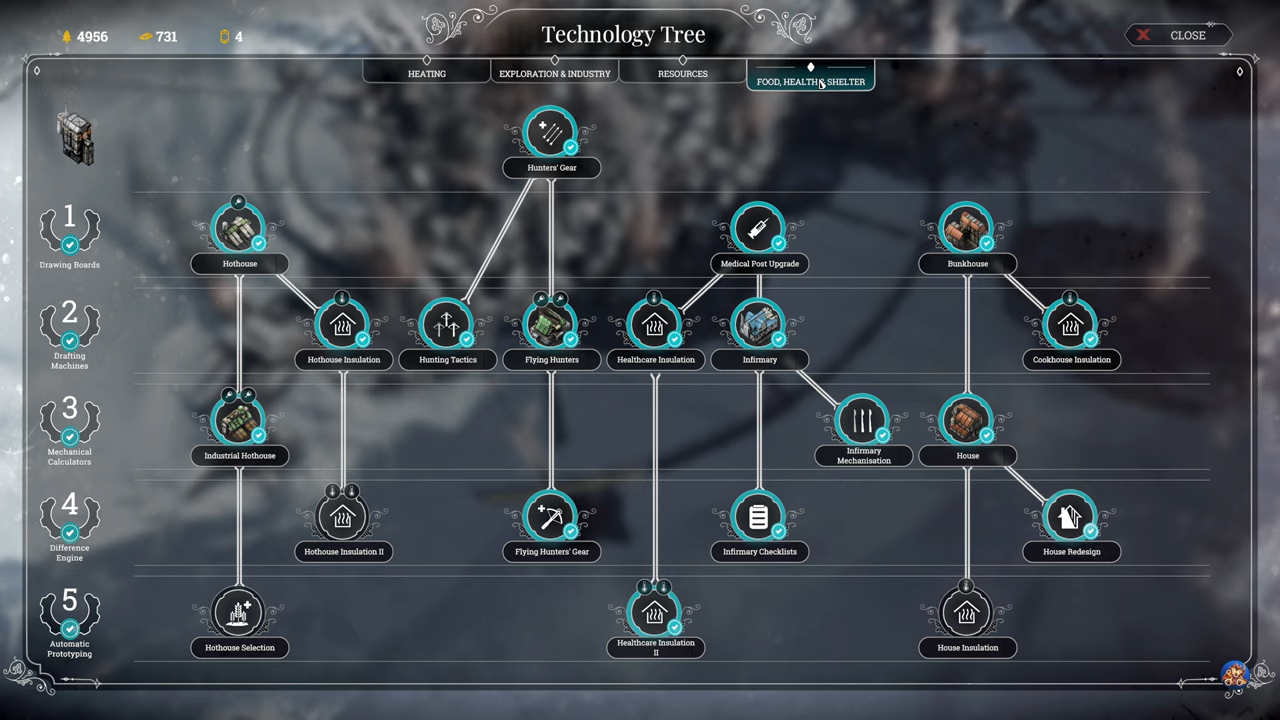 4956
731
4
Technology Tree
CLOSE
HEATING
EXPLORATION & INDUSTRY
RESOURCES
FOOD, HEALTH & SHELTER
Hunters' Gear
1
Drawing Boards
Hothouse
Medical Post Upgrade
Bunkhouse
2
Drafting
Machines
Hothouse Insulation
Hunting Tactics
Flying Hunters
Healthcare Insulation
Infirmary
Cookhouse Insulation
3
Mechanical
Calculators
Industrial Hothouse
Infirmary
Mechanisation
House
4
Difference
Engine
Hothouse Insulation II
Flying Hunters' Gear
Infirmary Checklists
House Redesign
5
Automatic
Prototyping
Hothouse Selection
Healthcare Insulation
II
House Insulation